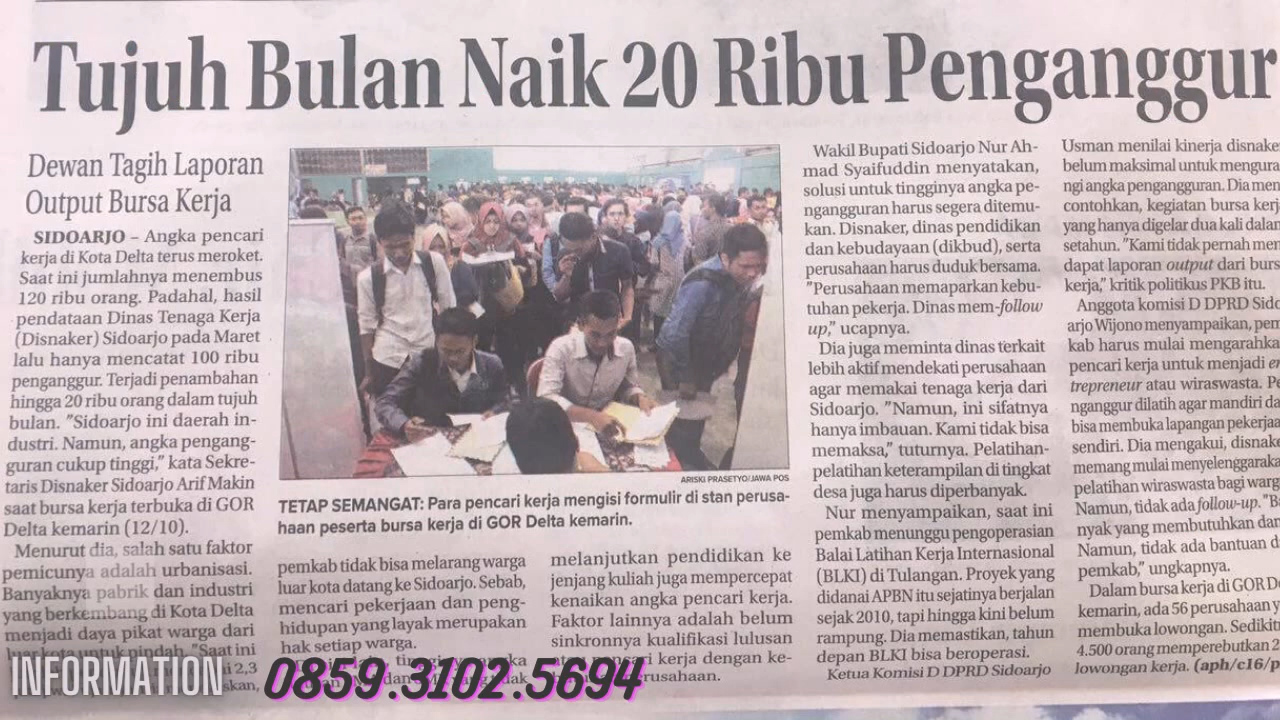 Tujuh Bulan Naik 20 Ribu Penganggur
Dewan Tagih Laporan
Output Bursa Kerja
SIDOARJO – Angka pencari
kerja di Kota Delta terus meroket.
Saat ini jumlahnya menembus
120 ribu orang. Padahal, hasil
pendataan Dinas Tenaga Kerja
(Disnaker) Sidoarjo pada Maret
lalu hanya mencatat 100 ribu
penganggur. Terjadi penambahan
hingga 20 ribu orang dalam tujuh
bulan. "Sidoarjo ini daerah in-
dustri. Namun, angka pengang-
guran cukup tinggi," kata Sekre-
taris Disnaker Sidoarjo Arif Makin
saat bursa kerja terbuka di GOR
Delta kemarin (12/10).
Menurut dia, salah satu faktor
pemicunya adalah urbanisasi.
Banyaknya pabrik dan industri
yang berkembang di Kota Delta
menjadi daya pikat warga dari
luar kota untuk pindah. "Saat ini
2,3
ARISKI PRASETYO/JAWA POS
TETAP SEMANGAT: Para pencari kerja mengisi formulir di stan perusa-
haan peserta bursa kerja di GOR Delta kemarin.
pemkab tidak bisa melarang warga
luar kota datang ke Sidoarjo. Sebab,
mencari pekerjaan dan peng-
hidupan yang layak merupakan
hak setiap warga.
melanjutkan pendidikan ke
jenjang kuliah juga mempercepat
kenaikan angka pencari kerja.
Faktor lainnya adalah belum
sinkronnya kualifikasi lulusan
kerja dengan ke-
Wakil Bupati Sidoarjo Nur Ah-
mad Syaifuddin menyatakan,
solusi untuk tingginya angka pe-
ngangguran harus segera ditemu-
kan. Disnaker, dinas pendidikan
dan kebudayaan (dikbud), serta
perusahaan harus duduk bersama.
"Perusahaan memaparkan kebu-
tuhan pekerja. Dinas mem-follow
up," ucapnya.
Dia juga meminta dinas terkait
lebih aktif mendekati perusahaan
agar memakai tenaga kerja dari
Sidoarjo. "Namun, ini sifatnya
hanya imbauan. Kami tidak bisa
memaksa," tuturnya. Pelatihan-
pelatihan keterampilan di tingkat
desa juga harus diperbanyak.
Nur menyampaikan, saat ini
pemkab menunggu pengoperasian
Balai Latihan Kerja Internasional
(BLKI) di Tulangan. Proyek yang
didanai APBN itu sejatinya berjalan
sejak 2010, tapi hingga kini belum
rampung. Dia memastikan, tahun
depan BLKI bisa beroperasi.
Ketua Komisi D DPRD Sidoarjo
Usman menilai kinerja disnaker
belum maksimal untuk mengura
ngi angka pengangguran. Dia men
contohkan, kegiatan bursa kerj
yang hanya digelar dua kali dalam
setahun. "Kami tidak pernah men
dapat laporan output dari burs
kerja," kritik politikus PKB itu.
Anggota komisi D DPRD Sido
arjo Wijono menyampaikan, pem
kab harus mulai mengarahka
pencari kerja untuk menjadi en
trepreneur atau wiraswasta. Pe
nganggur dilatih agar mandiri da
bisa membuka lapangan pekerjaa
sendiri. Dia mengakui, disnake
memang mulai menyelenggaraka
pelatihan wiraswasta bagi warga
Namun, tidak ada follow-up. "Ba
nyak yang membutuhkan dan
Namun, tidak ada bantuan d
pemkab," ungkapnya.
Dalam bursa kerja di GOR De
kemarin, ada 56 perusahaan y
membuka lowongan. Sedikit
4.500 orang memperebutkan 2
lowongan kerja. (aph/c16/p
INFORMATION
0859.3102.5694